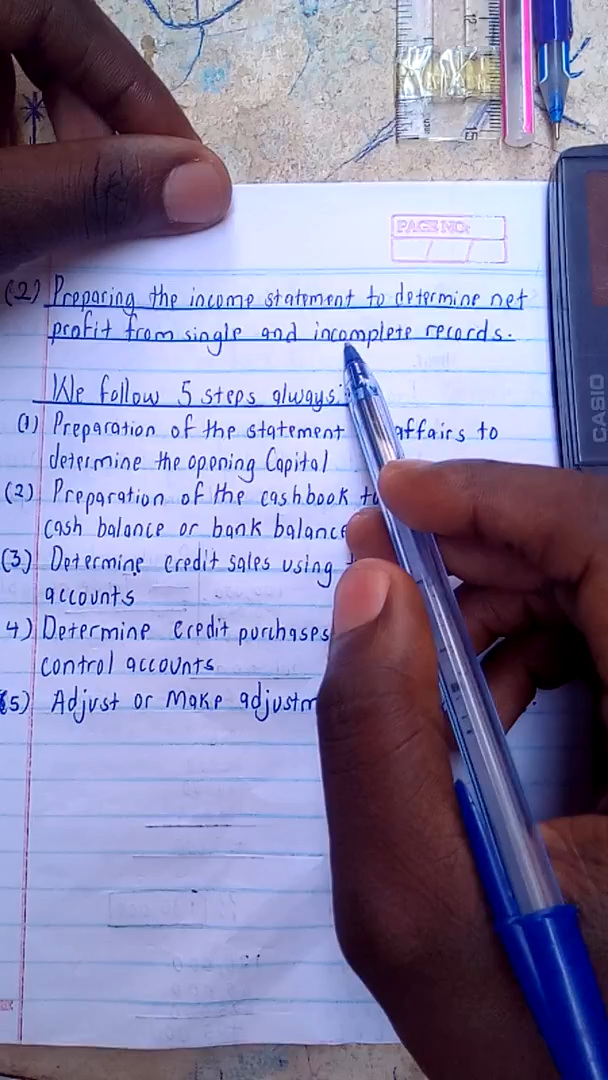 PAGE NO:
(2) Preparing the income statement to determine net
profit from single and incomplete records.
We follow 5 steps always:
(1) Preparation of the statement affairs to
determine the opening Capital
(2) Preparation of the cashbook
cash balance or bank balance
(3) Determine credit sales using
accounts
4) Determine credit purchases
control accounts
(5) Adjust or Make
CASIO
12
15